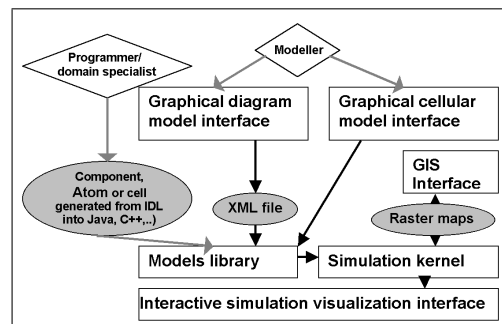 Programmer/
domain specialist
Modeller
Graphical diagram
model interface
Graphical cellular
model interface
GIS
Interface
Component,
Atom or cell
generated from IDL
into Java, C++,..)
XML file
Raster maps
Models library
Simulation kernel
Interactive simulation visualization interface